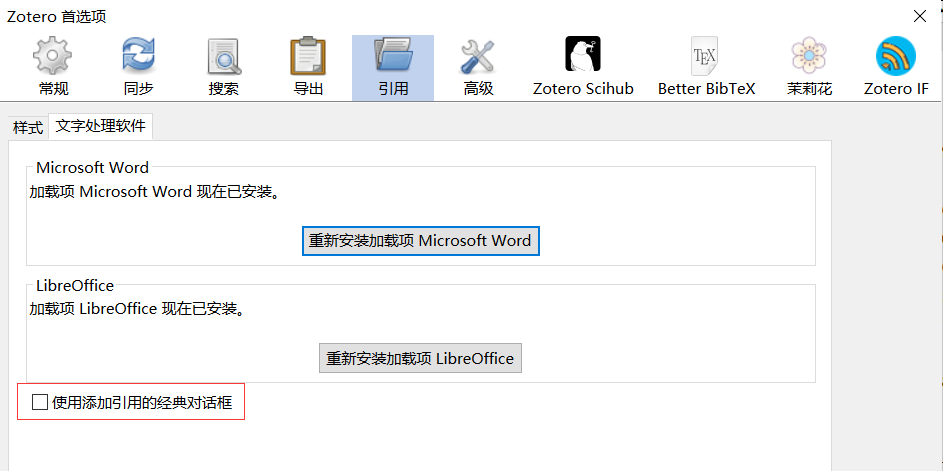 Zotero 首选项
常规 同步 搜索 导出 引用 高级 Zotero Scihub Better BibTeX 茉莉花 Zotero IF
样式 文字处理软件
Microsoft Word
加载项 Microsoft Word 现在已安装。
重新安装加载项 Microsoft Word
LibreOffice
加载项 LibreOffice 现在已安装。
重新安装加载项 LibreOffice
使用添加引用的经典对话框